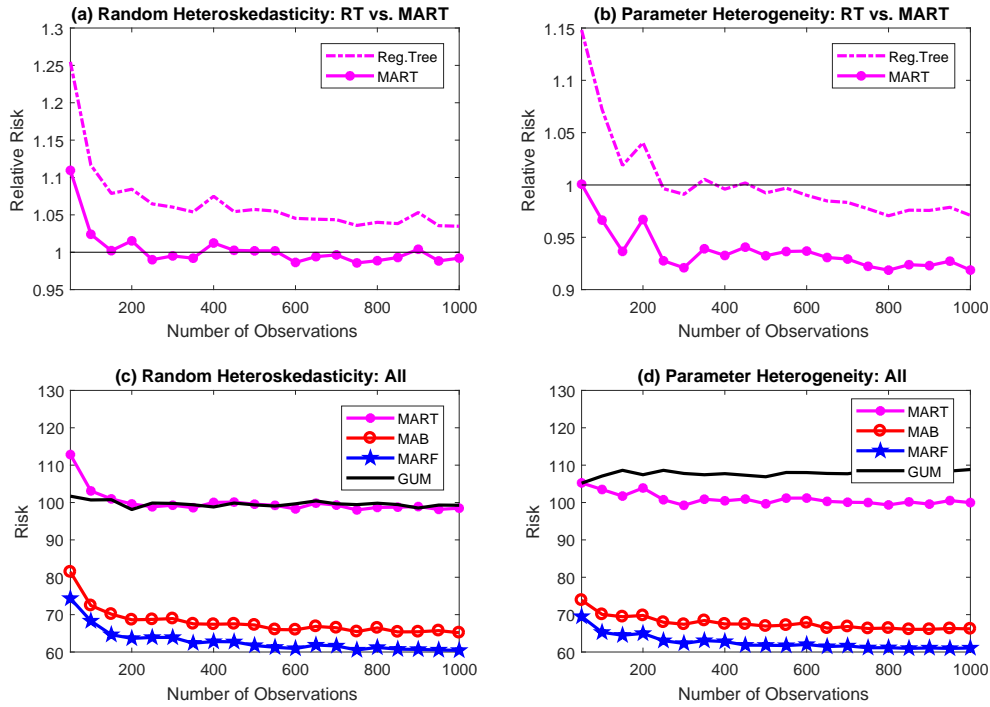 (a) Random Heteroskedasticity: RT vs. MART
1.3
1.25
1.2
1.15
1.1
1.05
1
0.95
Relative Risk
Reg.Tree
MART
200
400
600
800
1000
Number of Observations
(b) Parameter Heterogeneity: RT vs. MART
1.15
1.1
1.05
1
0.95
0.9
Relative Risk
Reg.Tree
MART
200
400
600
800
1000
Number of Observations
(c) Random Heteroskedasticity: All
130
120
110
100
90
80
70
60
Risk
MART
MAB
MARF
GUM
200
400
600
800
1000
Number of Observations
(d) Parameter Heterogeneity: All
130
120
110
100
90
80
70
60
Risk
MART
MAB
MARF
GUM
200
400
600
800
1000
Number of Observations